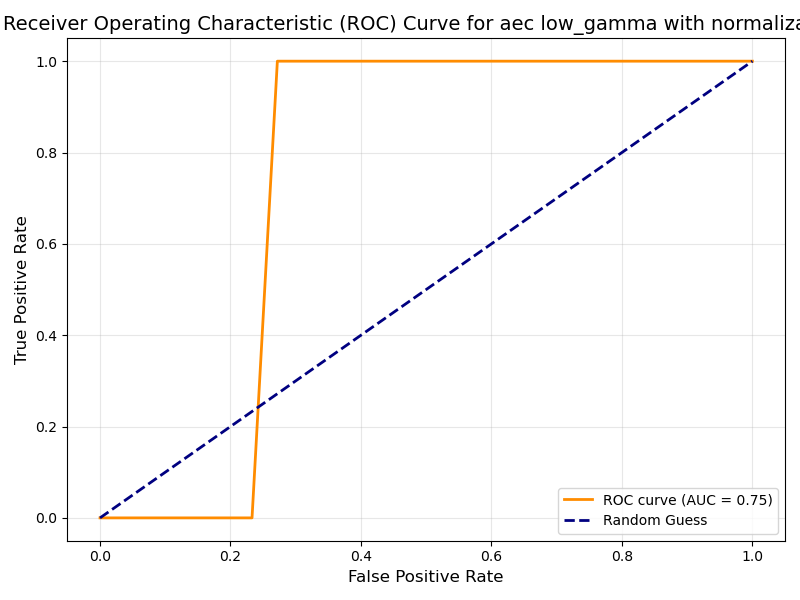 Receiver Operating Characteristic (ROC) Curve for aec low_gamma with normaliza
1.0
0.8
0.6
0.4
0.2
0.0
True Positive Rate
ROC curve (AUC = 0.75)
Random Guess
0.0 0.2 0.4 0.6 0.8 1.0
False Positive Rate